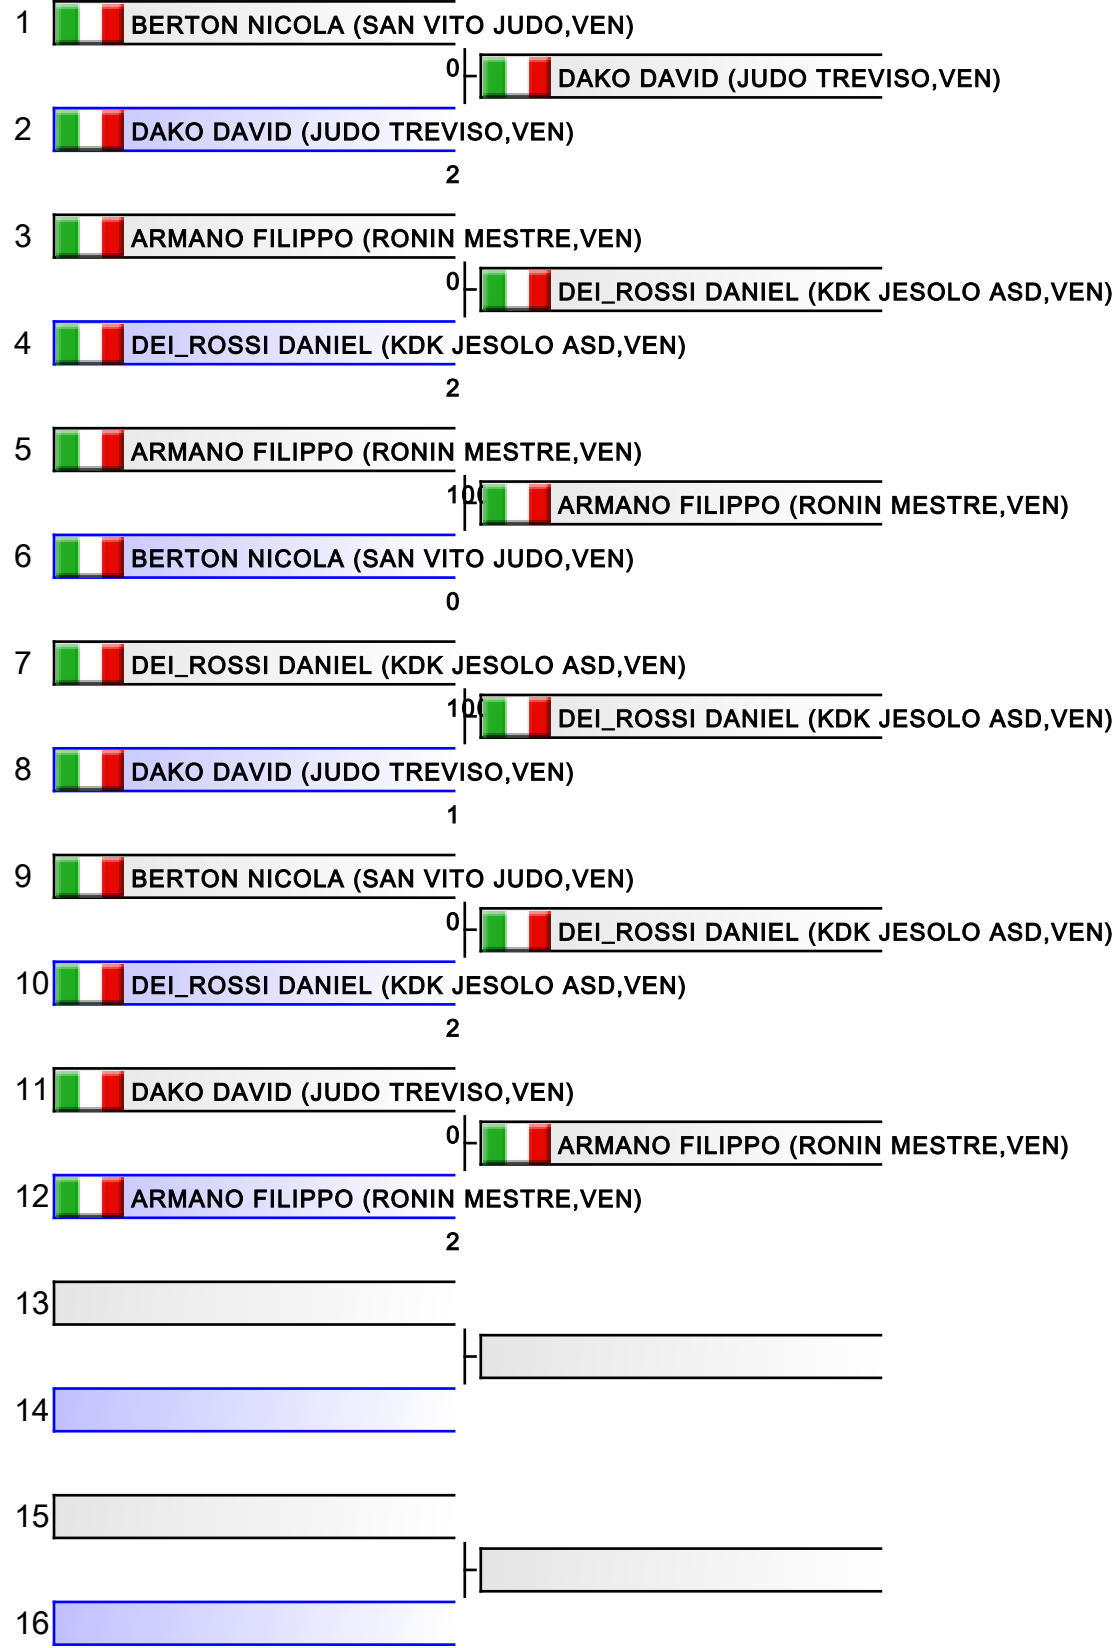 1 BERTON NICOLA (SAN VITO JUDO,VEN)
0 DAKO DAVID (JUDO TREVISO,VEN)
2 DAKO DAVID (JUDO TREVISO,VEN)
2
3 ARMANO FILIPPO (RONIN MESTRE,VEN)
0 DEI_ROSSI DANIEL (KDK JESOLO ASD,VEN)
4 DEI_ROSSI DANIEL (KDK JESOLO ASD,VEN)
2
5 ARMANO FILIPPO (RONIN MESTRE,VEN)
ARMANO FILIPPO (RONIN MESTRE,VEN)
6 BERTON NICOLA (SAN VITO JUDO,VEN)
0
7 DEI_ROSSI DANIEL (KDK JESOLO ASD,VEN)
DEI_ROSSI DANIEL (KDK JESOLO ASD,VEN)
8 DAKO DAVID (JUDO TREVISO,VEN)
1
9 BERTON NICOLA (SAN VITO JUDO,VEN)
0 DEI_ROSSI DANIEL (KDK JESOLO ASD,VEN)
10 DEI_ROSSI DANIEL (KDK JESOLO ASD,VEN)
2
11 DAKO DAVID (JUDO TREVISO,VEN)
0 ARMANO FILIPPO (RONIN MESTRE,VEN)
12 ARMANO FILIPPO (RONIN MESTRE,VEN)
2
13
14
15
16